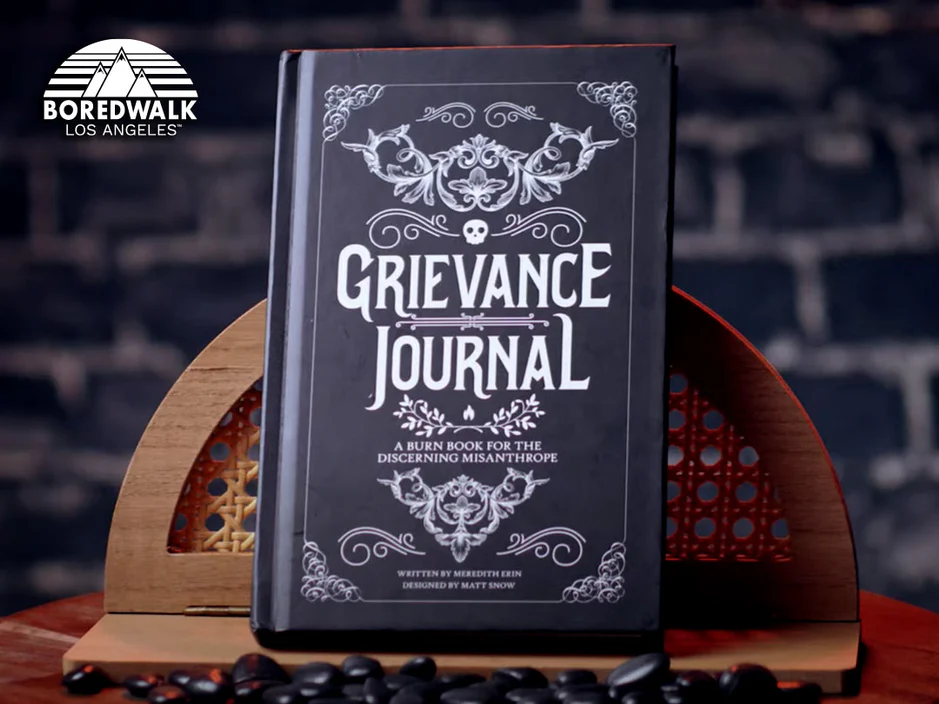 BOREDWALK
LOS ANGELES™
GRIEVANCE
JOURNAL
A BURN BOOK FOR THE
DISCERNING MISANTHROPE
WRITTEN BY MEREDITH ERIN
DESIGNED BY MATT SNOW